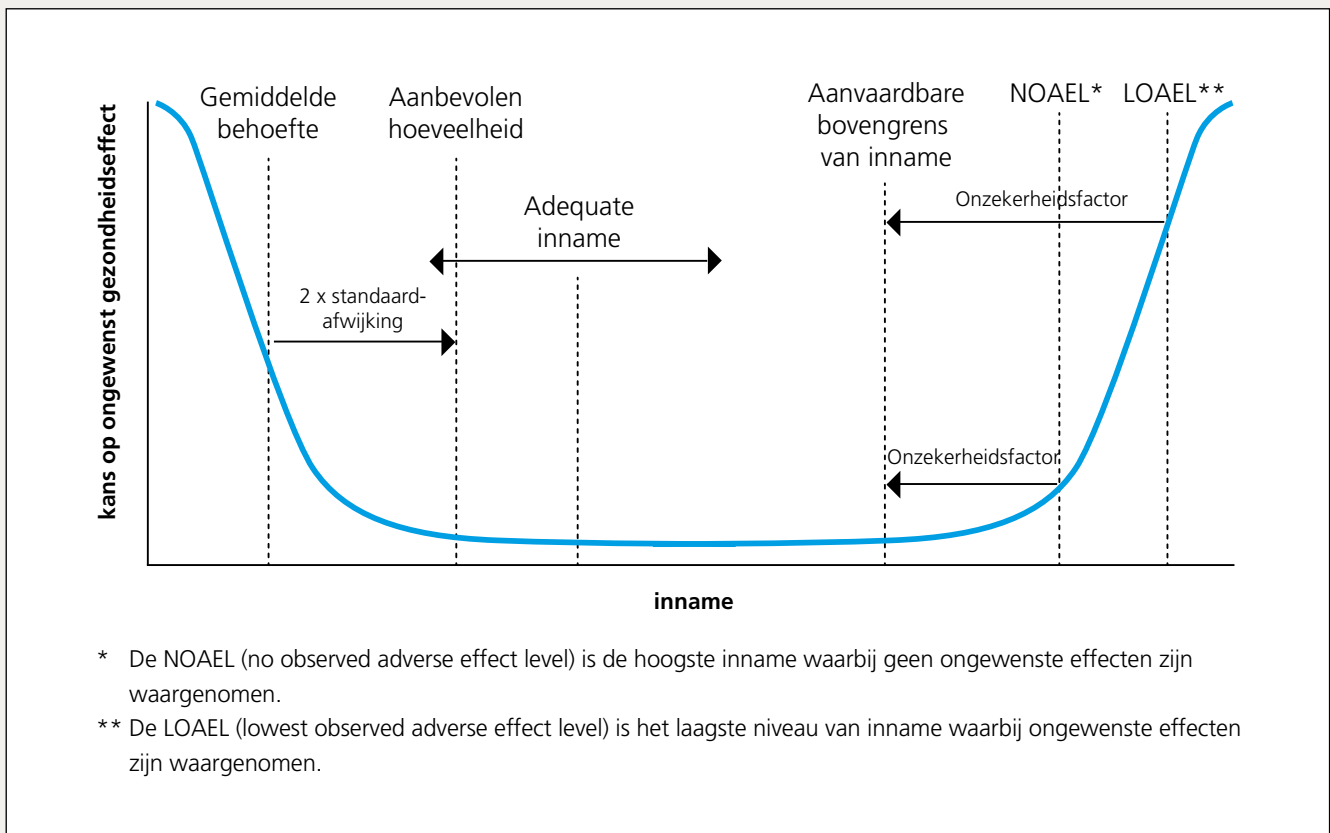 Gemiddelde
behoefte
Aanbevolen
hoeveelheid
Aanvaardbare
bovengrens
van inname
NOAEL*
LOAEL**
Adequate
inname
Onzekerheidsfactor
2 x standaard-
afwijking
Onzekerheidsfactor
kans op ongewenst gezondheidseffect
inname
* De NOAEL (no observed adverse effect level) is de hoogste inname waarbij geen ongewenste effecten zijn
waargenomen.
** De LOAEL (lowest observed adverse effect level) is het laagste niveau van inname waarbij ongewenste effecten
zijn waargenomen.